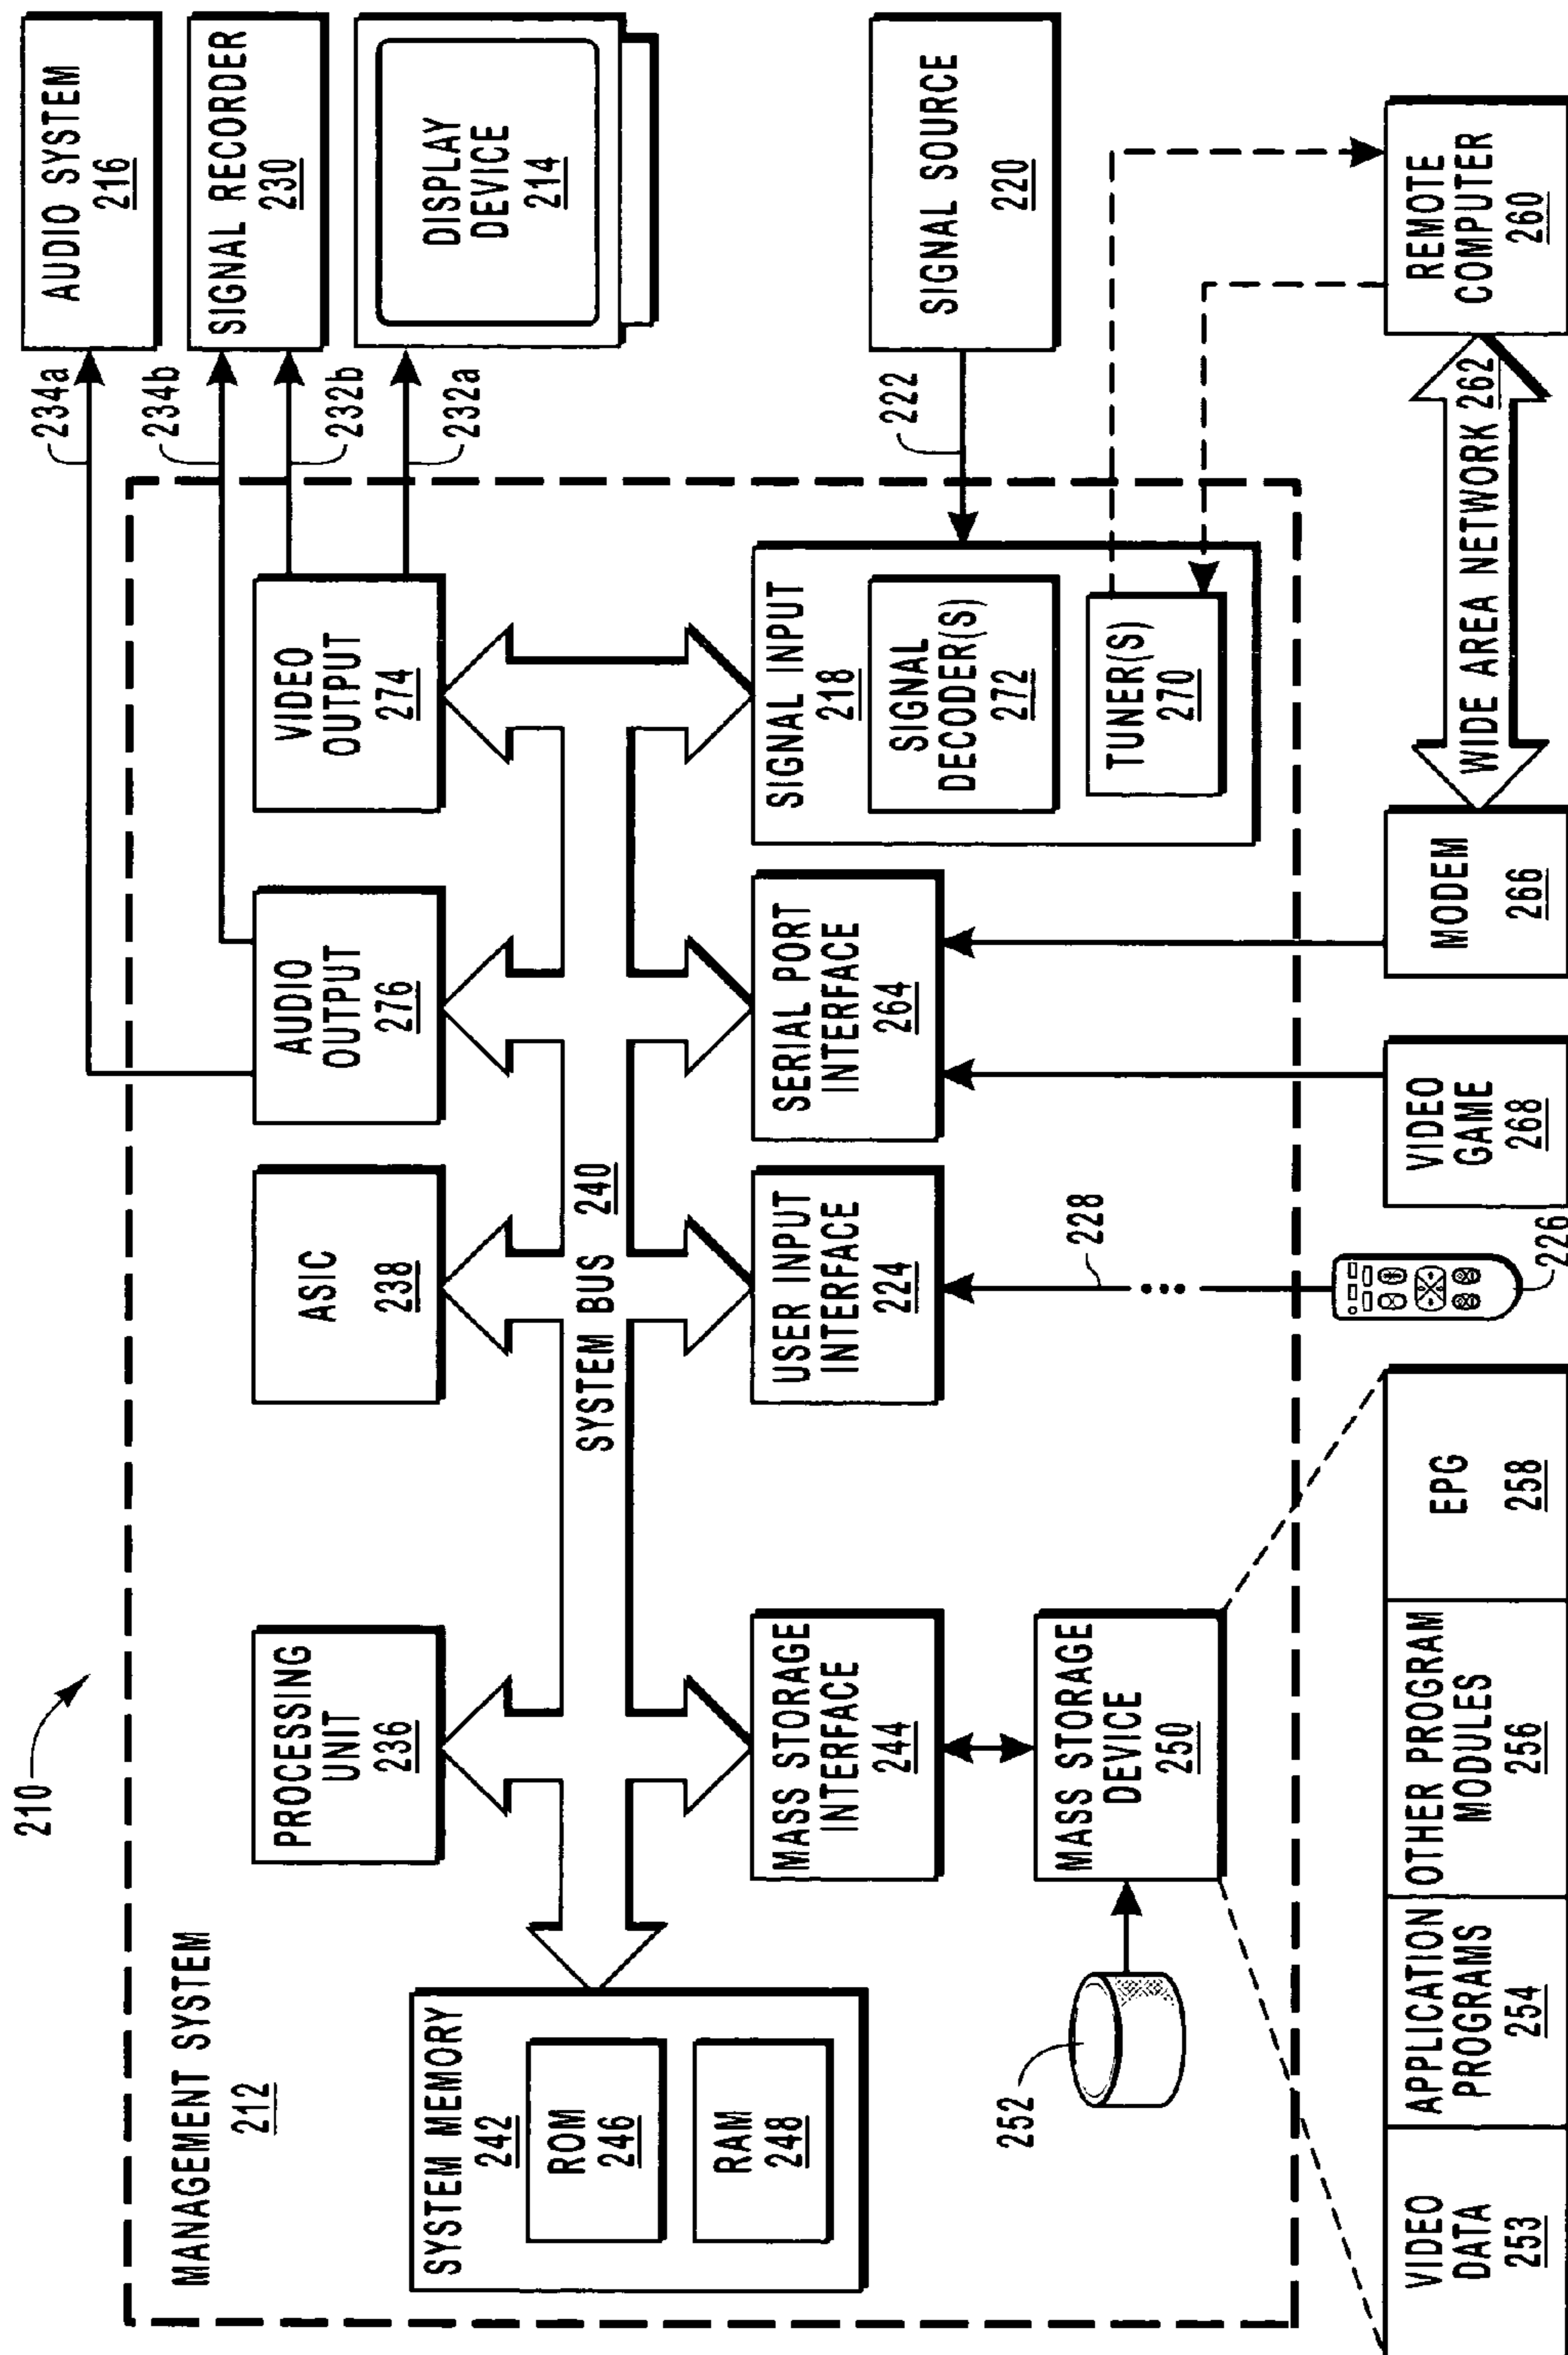 210
MANAGEMENT SYSTEM
212
PROCESSING
UNIT
236
ASIC
238
AUDIO
OUTPUT
276
VIDEO
OUTPUT
274
234a
234b
232b
232a
AUDIO SYSTEM
216
SIGNAL RECORDER
230
DISPLAY
DEVICE
214
SYSTEM MEMORY
242
ROM
246
RAM
248
SYSTEM BUS 240
MASS STORAGE
INTERFACE
244
USER INPUT
INTERFACE
224
SERIAL PORT
INTERFACE
264
SIGNAL INPUT
218
SIGNAL
DECODER(S)
272
TUNER(S)
270
222
SIGNAL SOURCE
220
252
MASS STORAGE
DEVICE
250
228
226
VIDEO
DATA
253
APPLICATION
PROGRAMS
254
OTHER PROGRAM
MODULES
256
EPG
258
VIDEO
GAME
268
MODEM
266
WIDE AREA NETWORK 262
REMOTE
COMPUTER
260